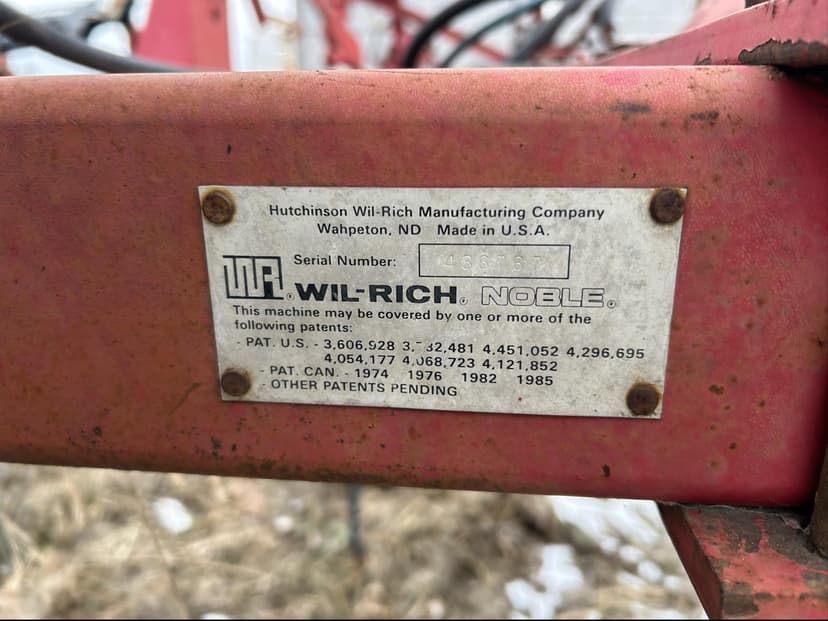 Hutchinson Wil-Rich Manufacturing Company
Wahpeton, ND Made in U.S.A.
Serial Number:
WR® WIL-RICH® NOBLE®
This machine may be covered by one or more of the
following patents:
- PAT. U.S. - 3,606,928 4,451,052 4,296,695
4,054,177 4,068,723 4,121,852
- PAT. CAN. - 1974 1976 1982 1985
- OTHER PATENTS PENDING